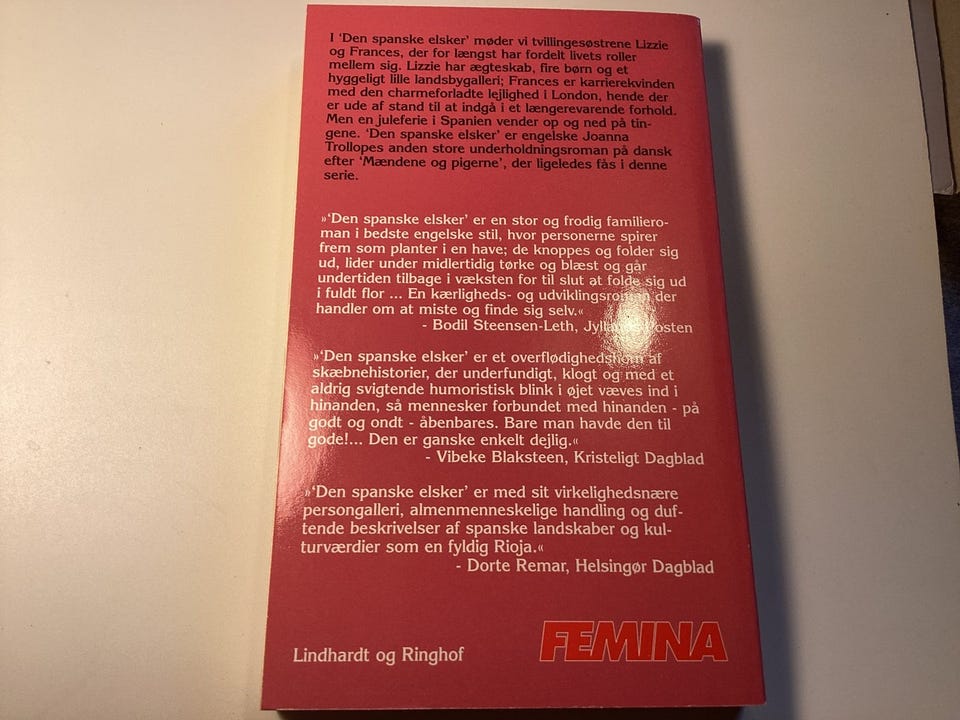 I 'Den spanske elsker' møder vi tvillingesøstrene Lizzie
og Frances, der for længst har fordelt livets roller
mellem sig. Lizzie har ægteskab, fire børn og et
hyggeligt lille landsbygalleri; Frances er karrierekvinden
med den charmeforladte lejlighed i London, hende der
er ude af stand til at indgå i et længerevarende forhold.
Men en juleferie i Spanien vender op og ned på tin-
gene. 'Den spanske elsker' er engelske Joanna
Trollopes anden store underholdningsroman på dansk
efter 'Mændene og pigerne', der ligeledes fås i denne
serie.
»'Den spanske elsker' er en stor og frodig familiero-
man i bedste engelske stil, hvor personerne spirer
frem som planter i en have; de knoppes og folder sig
ud, lider under midlertidig tørke og blæst og går
undertiden tilbage i væksten for til slut at folde sig ud
i fuldt flor ... En kærligheds- og udviklingsroman der
handler om at miste og finde sig selv.«
- Bodil Steensen-Leth, Jyllands-Posten
»'Den spanske elsker' er et overflødighedshorn af
skæbnehistorier, der underfundigt, klogt og med et
aldrig svigtende humoristisk blink i øjet væves ind i
hinanden, så mennesker forbundet med hinanden - på
godt og ondt - åbenbares. Bare man havde den til
gode!... Den er ganske enkelt dejlig.«
- Vibeke Blaksteen, Kristeligt Dagblad
»'Den spanske elsker' er med sit virkelighedsnære
persongalleri, almenmenneskelige handling og duf-
tende beskrivelser af spanske landskaber og kul-
turværdier som en fyldig Rioja.«
- Dorte Remar, Helsingør Dagblad
Lindhardt og Ringhof
FEMINA